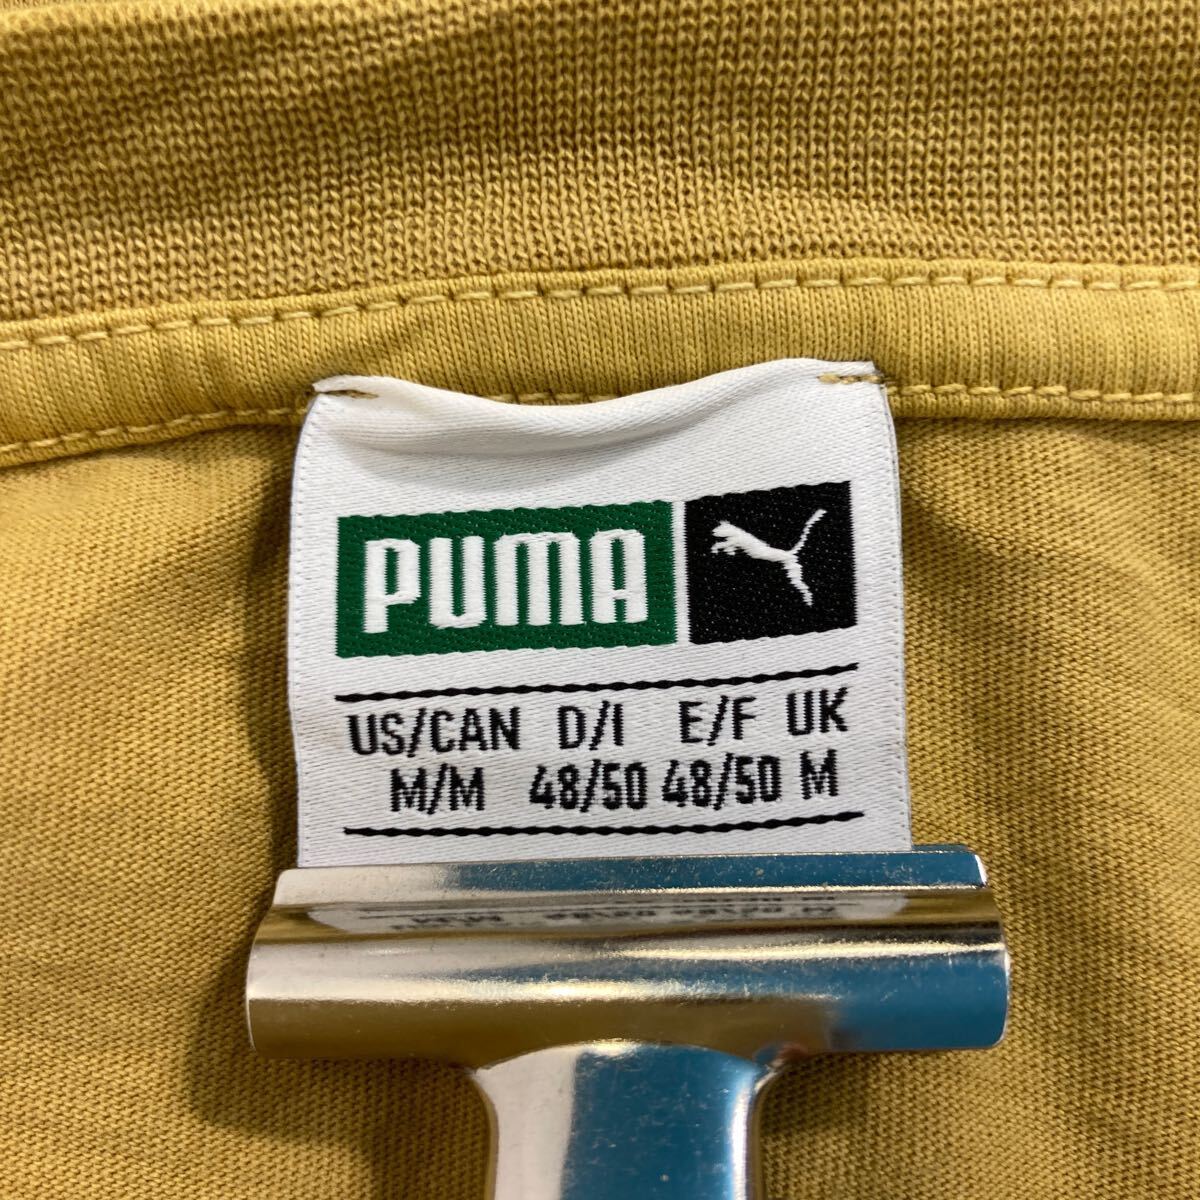 PUMA
US/CAN D/I E/F UK
M/M 48/50 48/50 M